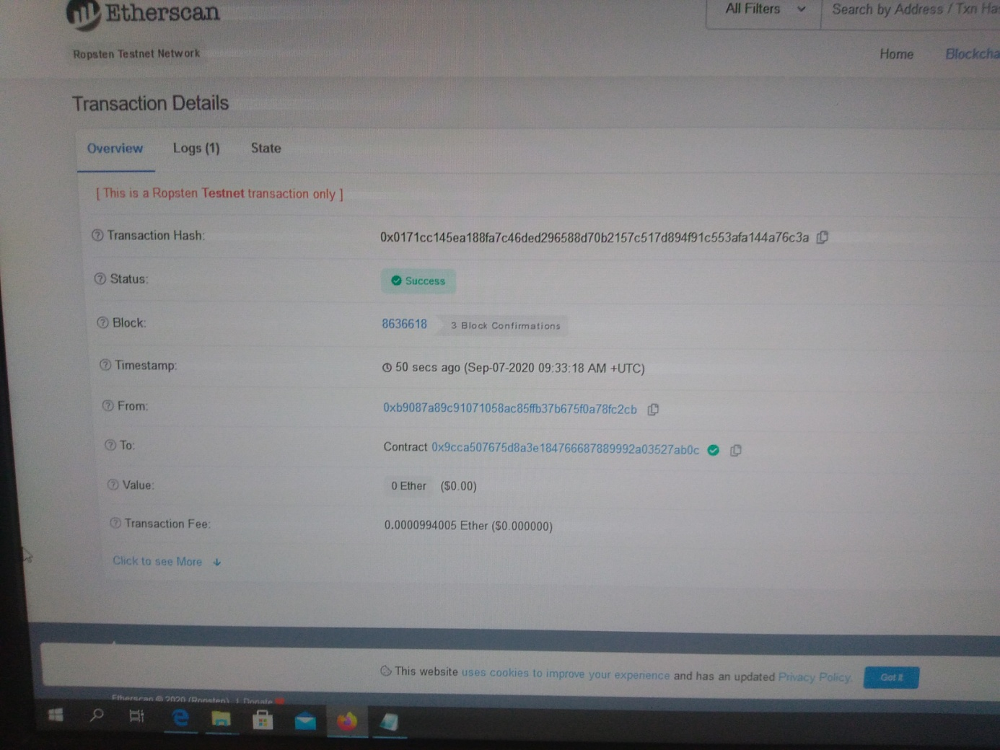 Etherscan
All Filters
Search by Address / Txn Ha
Ropsten Testnet Network
Home
Blockcha
Transaction Details
Overview
Logs (1)
State
[ This is a Ropsten Testnet transaction only ]
Transaction Hash:
0x0171cc145ea188fa7c46ded296588d70b2157c517d894f91c553afa144a76c3a
Status:
Success
Block:
8636618
3 Block Confirmations
Timestamp:
50 secs ago (Sep-07-2020 09:33:18 AM +UTC)
From:
0xb9087a89c91071058ac85ffb37b675f0a78fc2cb
To:
Contract 0x9cca507675d8a3e184766687889992a03527ab0c
Value:
0 Ether ($0.00)
Transaction Fee:
0.0000994005 Ether ($0.000000)
Click to see More
This website uses cookies to improve your experience and has an updated Privacy Policy.
Got It
Etherscan © 2020 (Ropsten) | Donate